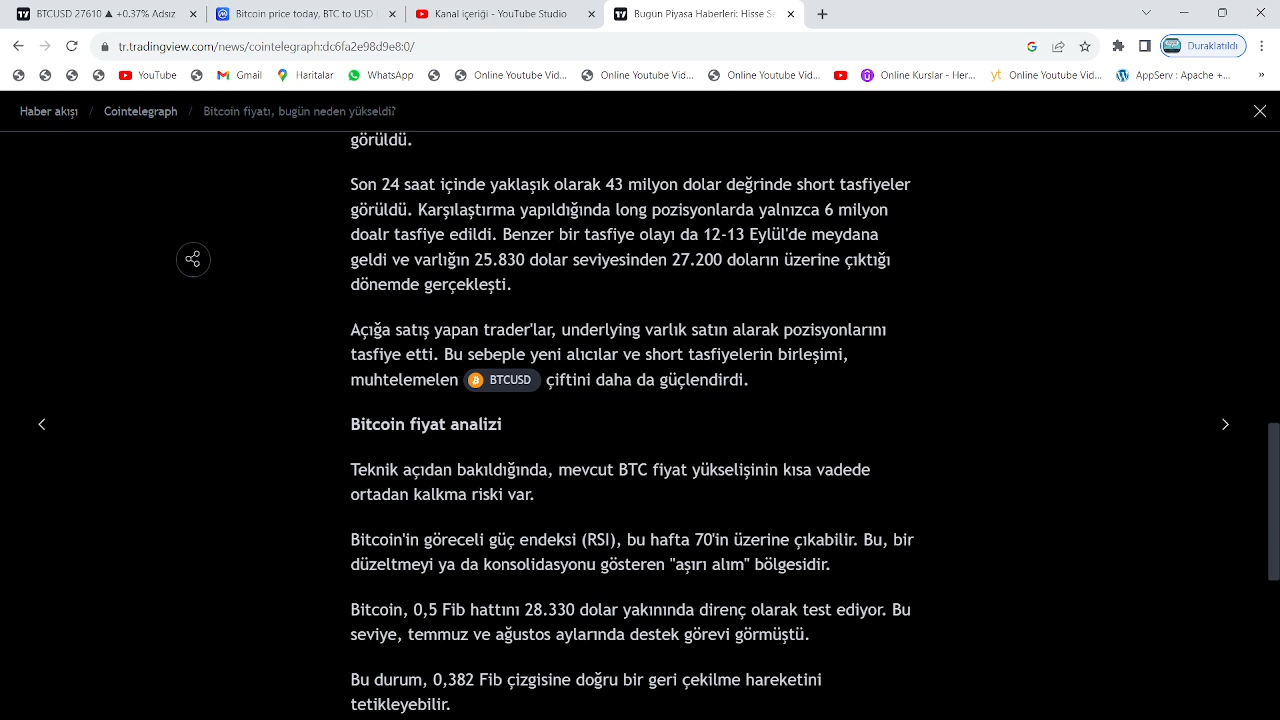 BTCUSD 27610 ▲ +0.37% Adsız
Bitcoin price today, BTC to USD
Kanal içeriği - YouTube Studio
Bugün Piyasa Haberleri: Hisse Se
tr.tradingview.com/news/cointelegraph:dc6fa2e98d9e8:0/
Duraklatıldı
YouTube
Gmail
Haritalar
WhatsApp
Online Youtube Vid...
Online Youtube Vid...
Online Youtube Vid...
Online Kurslar - Her...
Online Youtube Vid...
AppServ : Apache +...
Haber akışı / Cointelegraph / Bitcoin fiyatı, bugün neden yükseldi?
görüldü.
Son 24 saat içinde yaklaşık olarak 43 milyon dolar değrinde short tasfiyeler
görüldü. Karşılaştırma yapıldığında long pozisyonlarda yalnızca 6 milyon
doalr tasfiye edildi. Benzer bir tasfiye olayı da 12-13 Eylül'de meydana
geldi ve varlığın 25.830 dolar seviyesinden 27.200 doların üzerine çıktığı
dönemde gerçekleşti.
Açığa satış yapan trader'lar, underlying varlık satın alarak pozisyonlarını
tasfiye etti. Bu sebeple yeni alıcılar ve short tasfiyelerin birleşimi,
muhtemelen BTCUSD çiftini daha da güçlendirdi.
Bitcoin fiyat analizi
Teknik açıdan bakıldığında, mevcut BTC fiyat yükselişinin kısa vadede
ortadan kalkma riski var.
Bitcoin'in göreceli güç endeksi (RSI), bu hafta 70'in üzerine çıkabilir. Bu, bir
düzeltmeyi ya da konsolidasyonu gösteren "aşırı alım" bölgesidir.
Bitcoin, 0,5 Fib hattını 28.330 dolar yakınında direnç olarak test ediyor. Bu
seviye, temmuz ve ağustos aylarında destek görevi görmüştü.
Bu durum, 0,382 Fib çizgisine doğru bir geri çekilme hareketini
tetikleyebilir.